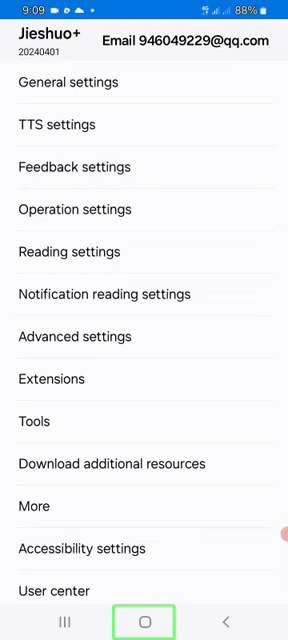 9:09
88%
Jieshuo+
Email 946049229@qq.com
20240401
General settings
TTS settings
Feedback settings
Operation settings
Reading settings
Notification reading settings
Advanced settings
Extensions
Tools
Download additional resources
More
Accessibility settings
User center